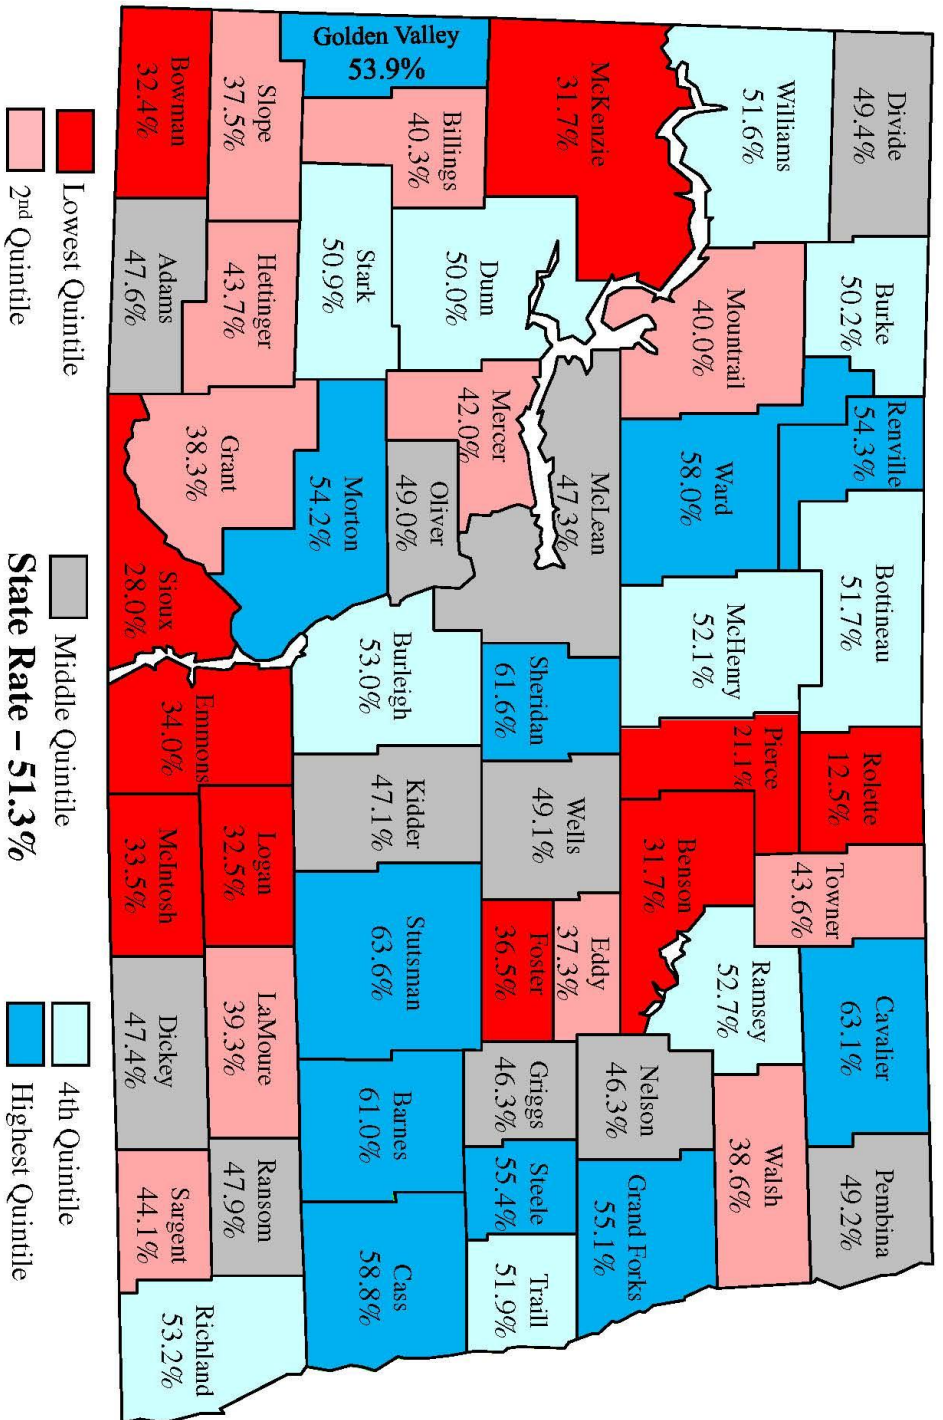 Divide
49.4%
Williams
51.6%
McKenzie
31.7%
Golden Valley
53.9%
Billings
40.3%
Slope
37.5%
Bowman
32.4%
Burke
50.2%
Mountrail
40.0%
Dunn
50.0%
Stark
50.9%
Hettinger
43.7%
Adams
47.6%
Renville
54.3%
Ward
58.0%
McLean
47.3%
Mercer
42.0%
Oliver
49.0%
Morton
54.2%
Grant
38.3%
Sioux
28.0%
Bottineau
51.7%
McHenry
52.1%
Sheridan
61.6%
Burleigh
53.0%
Emmons
34.0%
Rolette
12.5%
Pierce
21.1%
Wells
49.1%
Kidder
47.1%
Logan
32.5%
McIntosh
33.5%
Towner
43.6%
Benson
31.7%
Eddy
37.3%
Foster
36.5%
Stutsman
63.6%
LaMoure
39.3%
Dickey
47.4%
Cavalier
63.1%
Ramsey
52.7%
Nelson
46.3%
Griggs
46.3%
Barnes
61.0%
Ransom
47.9%
Sargent
44.1%
Pembina
49.2%
Walsh
38.6%
Grand Forks
55.1%
Steele
55.4%
Traill
51.9%
Cass
58.8%
Richland
53.2%
Lowest Quintile
2nd Quintile
Middle Quintile
4th Quintile
Highest Quintile
State Rate – 51.3%